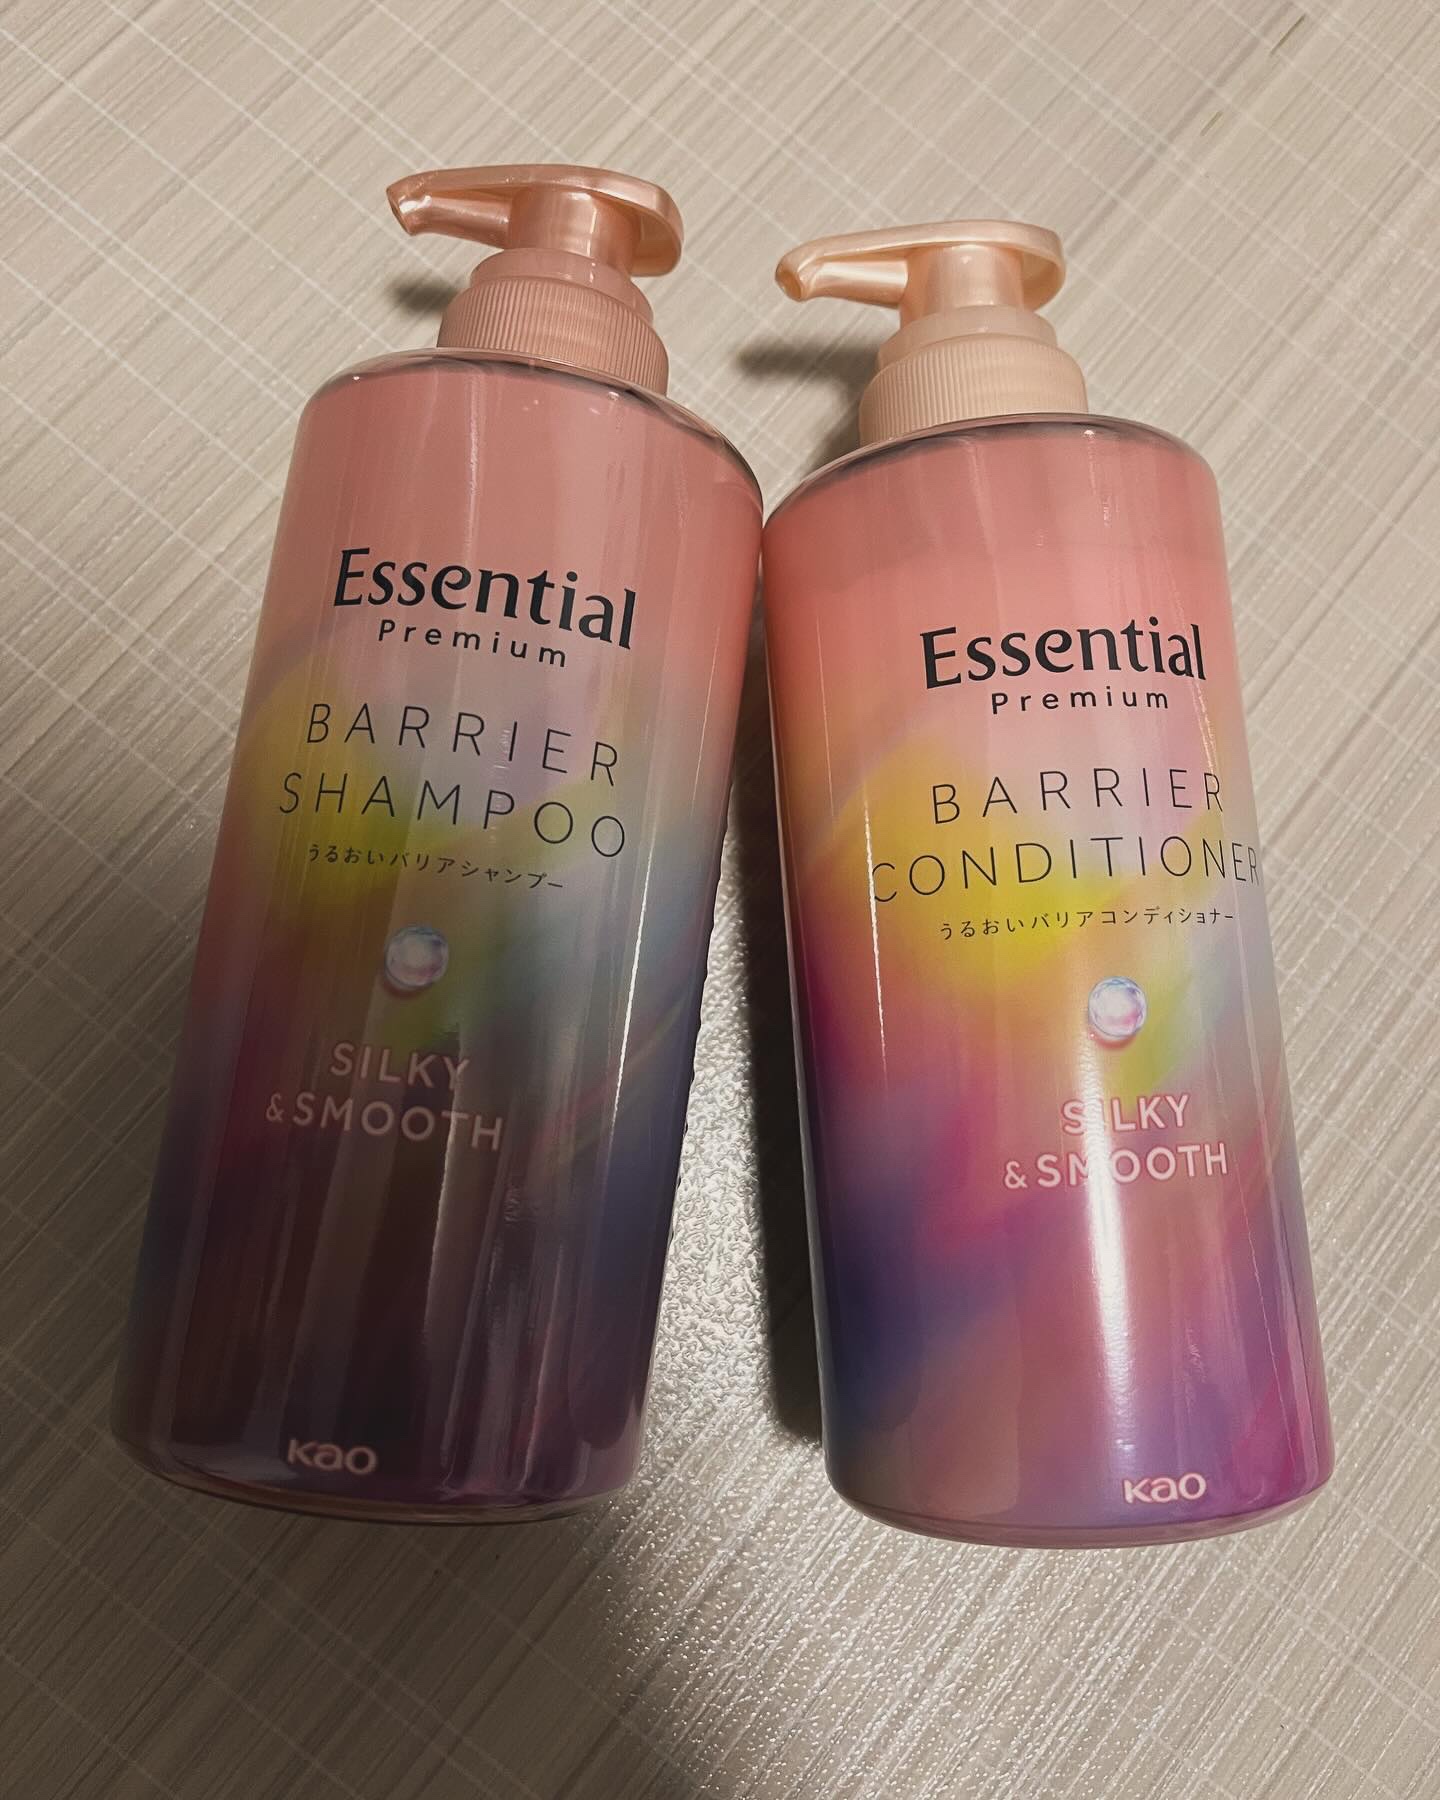 Essential
Premium
BARRIER
SHAMPOO
うるおいバリアシャンプー
SILKY
&SMOOTH
Kao
Essential
Premium
BARRIER
CONDITIONER
うるおいバリアコンディショナー
SILKY
&SMOOTH
Kao